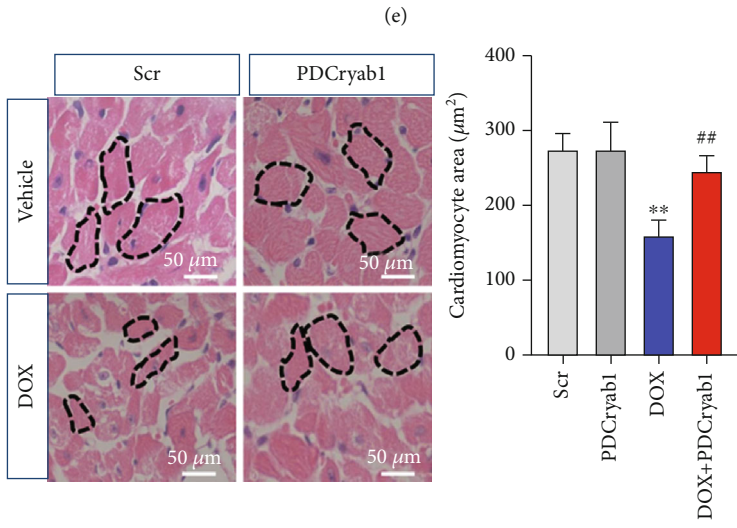 (e)
Scr PDCryab1
Vehicle
50 μm 50 μm
DOX
50 μm 50 μm
Cardiomyocyte area (μm²)
400
300
200
100
0
**
##
Scr
PDCryab1
DOX
DOX+PDCryab1